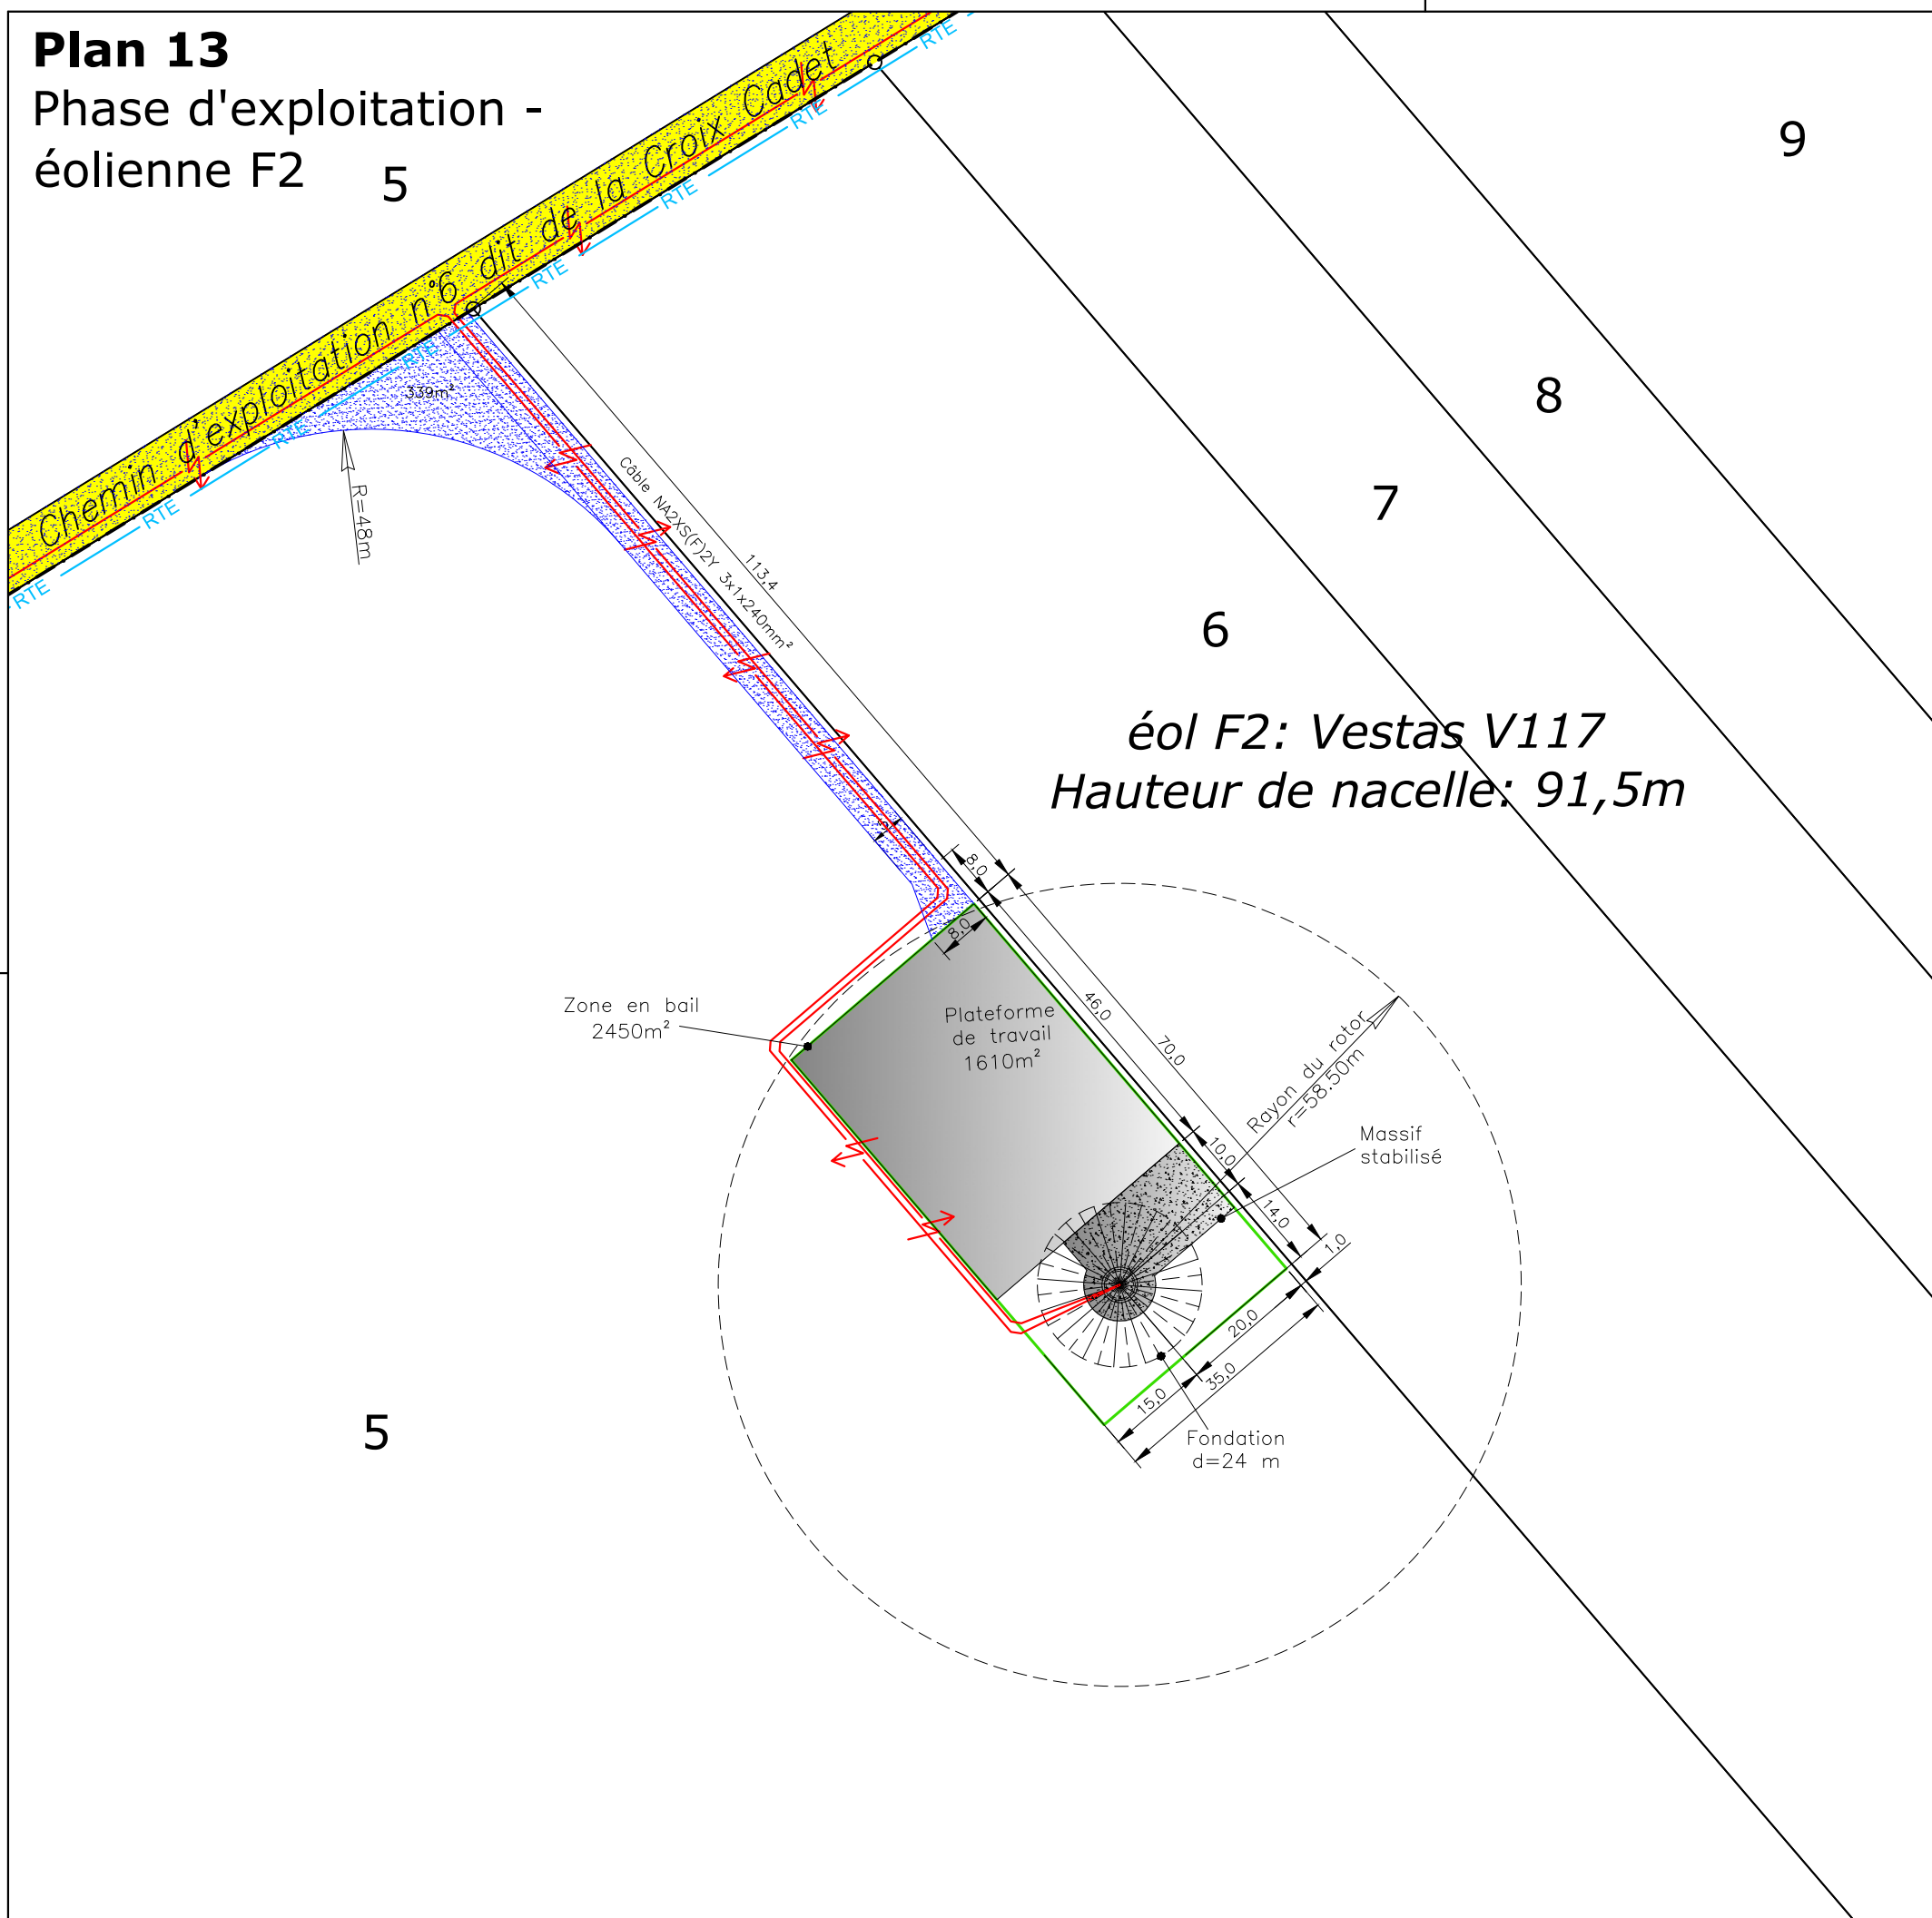 Plan 13
Phase d'exploitation -
éolienne F2
5
9
Chemin d'exploitation n°6 dit de la Croix Cadet
RTE
RTE
RTE
RTE
RTE
RTE
RTE
RTE
339m²
R=48m
8
7
6
Câble NA2XS(F)2Y 3x1x240mm²
113,4
éol F2: Vestas V117
Hauteur de nacelle: 91,5m
8,0
8,0
Zone en bail
2450m²
Plateforme
de travail
1610m²
46,0
70,0
Rayon du rotor
r=58.50m
Massif
stabilisé
10,0
14,0
1,0
20,0
35,0
15,0
Fondation
d=24 m
5